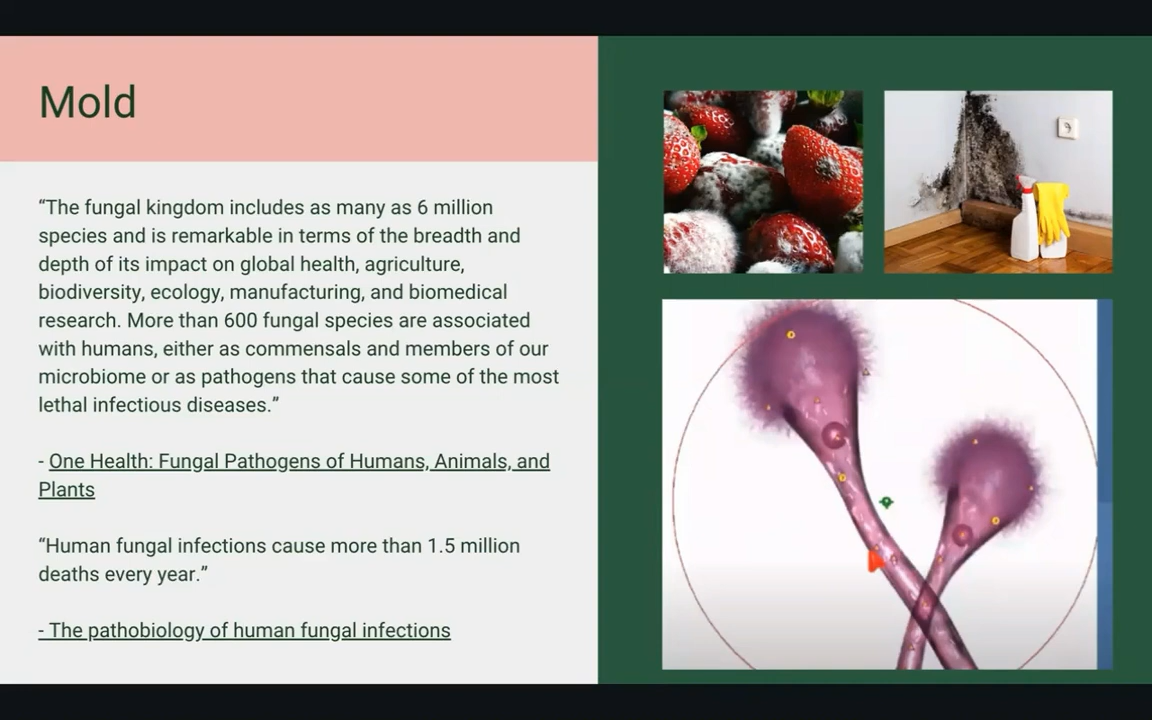 Mold
“The fungal kingdom includes as many as 6 million
species and is remarkable in terms of the breadth and
depth of its impact on global health, agriculture,
biodiversity, ecology, manufacturing, and biomedical
research. More than 600 fungal species are associated
with humans, either as commensals and members of our
microbiome or as pathogens that cause some of the most
lethal infectious diseases.”
- One Health: Fungal Pathogens of Humans, Animals, and
Plants
“Human fungal infections cause more than 1.5 million
deaths every year.”
- The pathobiology of human fungal infections